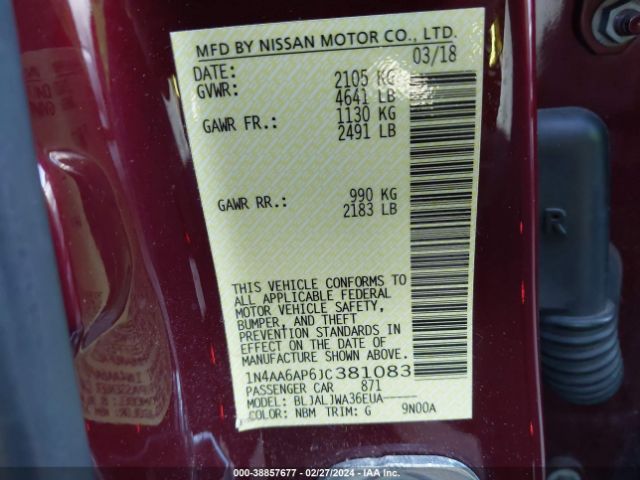 MFD BY NISSAN MOTOR CO., LTD.
DATE: 03/18
GVWR: 2105 KG
4641 LB
GAWR FR.: 1130 KG
2491 LB
GAWR RR.: 990 KG
2183 LB
THIS VEHICLE CONFORMS TO
ALL APPLICABLE FEDERAL
MOTOR VEHICLE SAFETY,
BUMPER, AND THEFT
PREVENTION STANDARDS IN
EFFECT ON THE DATE OF
MANUFACTURE SHOWN ABOVE.
1N4AA6AP6JC381083
PASSENGER CAR 871
MODEL: BLJALJWA36EUA-----
COLOR: NBM TRIM: G 9N00A
R
000-38857677 - 02/27/2024 - IAA Inc.